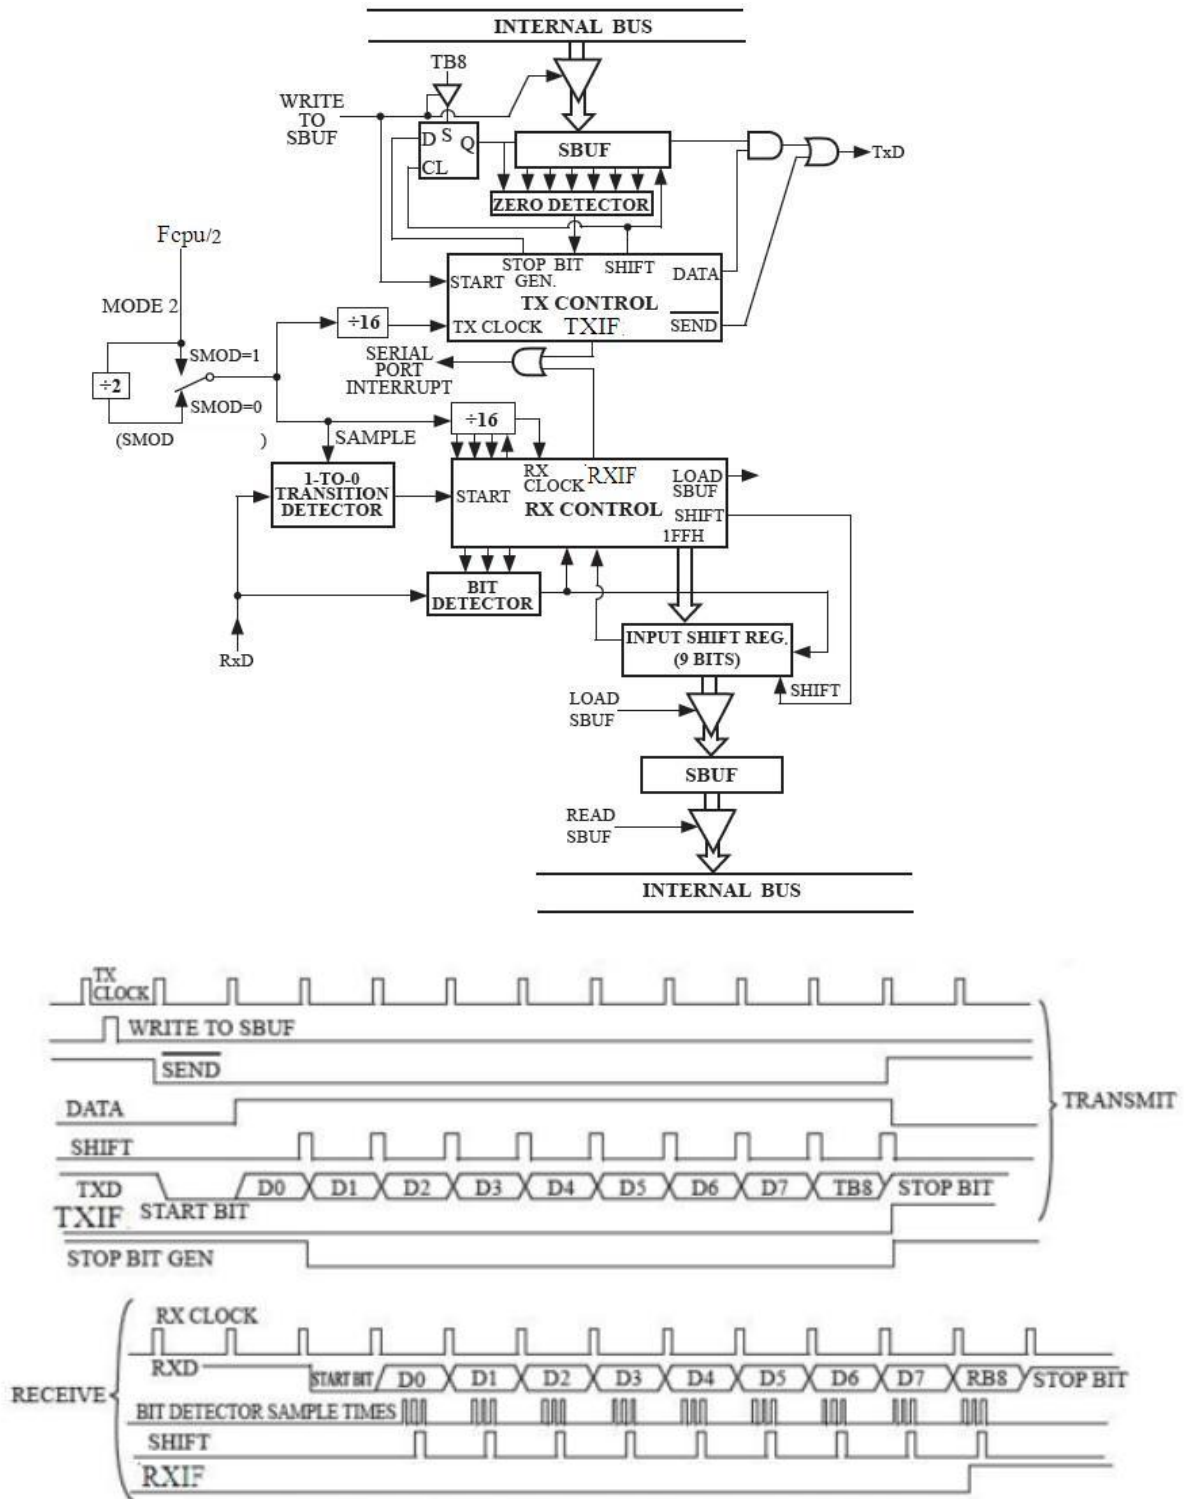 INTERNAL BUS
TB8
WRITE
TO
SBUF
D S Q
CL
SBUF
TxD
ZERO DETECTOR
Fcpu/2
STOP BIT
GEN.
SHIFT
DATA
START
TX CONTROL
MODE 2
÷16
TX CLOCK
TXIF
SEND
SERIAL
PORT
INTERRUPT
SMOD=1
÷2
SMOD=0
(SMOD )
÷16
SAMPLE
1-TO-0
TRANSITION
DETECTOR
START
RX
CLOCK
RXIF
LOAD
SBUF
RX CONTROL
SHIFT
1FFH
BIT
DETECTOR
RxD
INPUT SHIFT REG.
(9 BITS)
SHIFT
LOAD
SBUF
SBUF
READ
SBUF
INTERNAL BUS
TX
CLOCK
WRITE TO SBUF
SEND
DATA
TRANSMIT
SHIFT
TXD
D0 D1 D2 D3 D4 D5 D6 D7 TB8 STOP BIT
START BIT
TXIF
STOP BIT GEN
RX CLOCK
RXD
START BIT D0 D1 D2 D3 D4 D5 D6 D7 RB8 STOP BIT
RECEIVE
BIT DETECTOR SAMPLE TIMES
SHIFT
RXIF